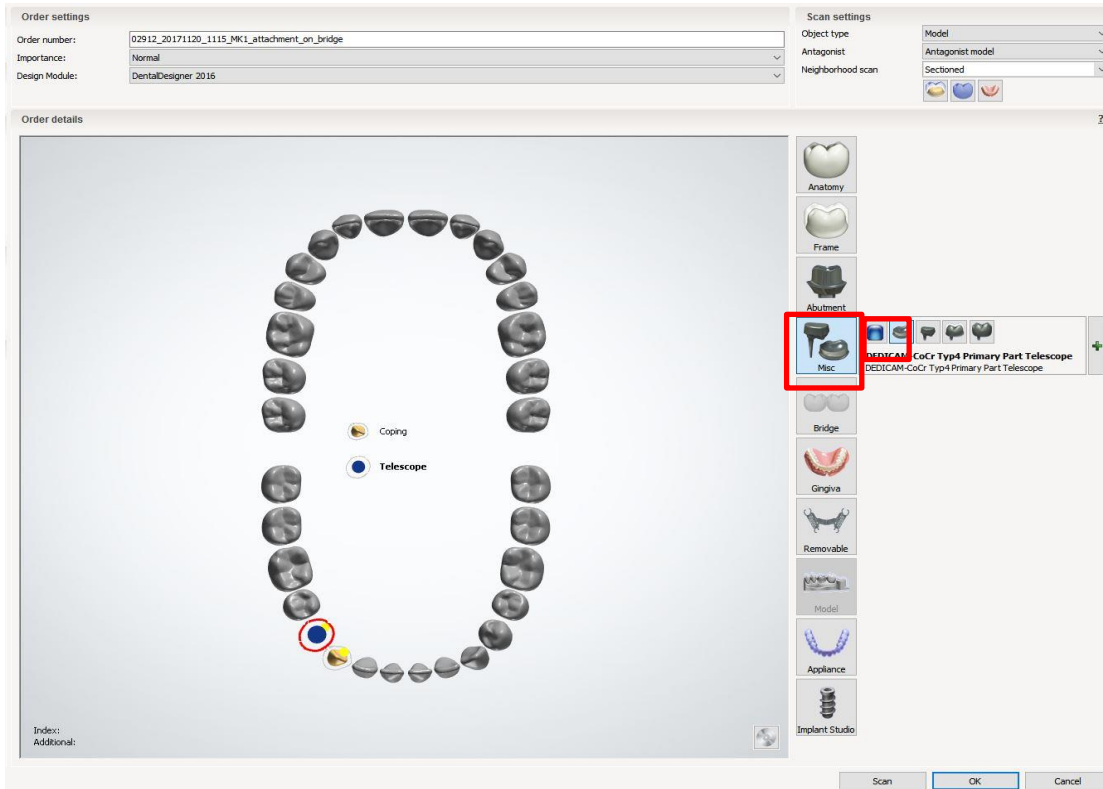 Order settings
Order number: 02912_20171120_1115_MK1_attachment_on_bridge
Importance: Normal
Design Module: DentalDesigner 2016
Scan settings
Object type Model
Antagonist Antagonist model
Neighborhood scan Sectioned
Order details
?
Anatomy
Frame
Abutment
Misc
DEDICAM-CoCr Typ4 Primary Part Telescope
DEDICAM-CoCr Typ4 Primary Part Telescope
Bridge
Gingiva
Removable
Model
Appliance
Implant Studio
Coping
Telescope
Index:
Additional:
Scan
OK
Cancel